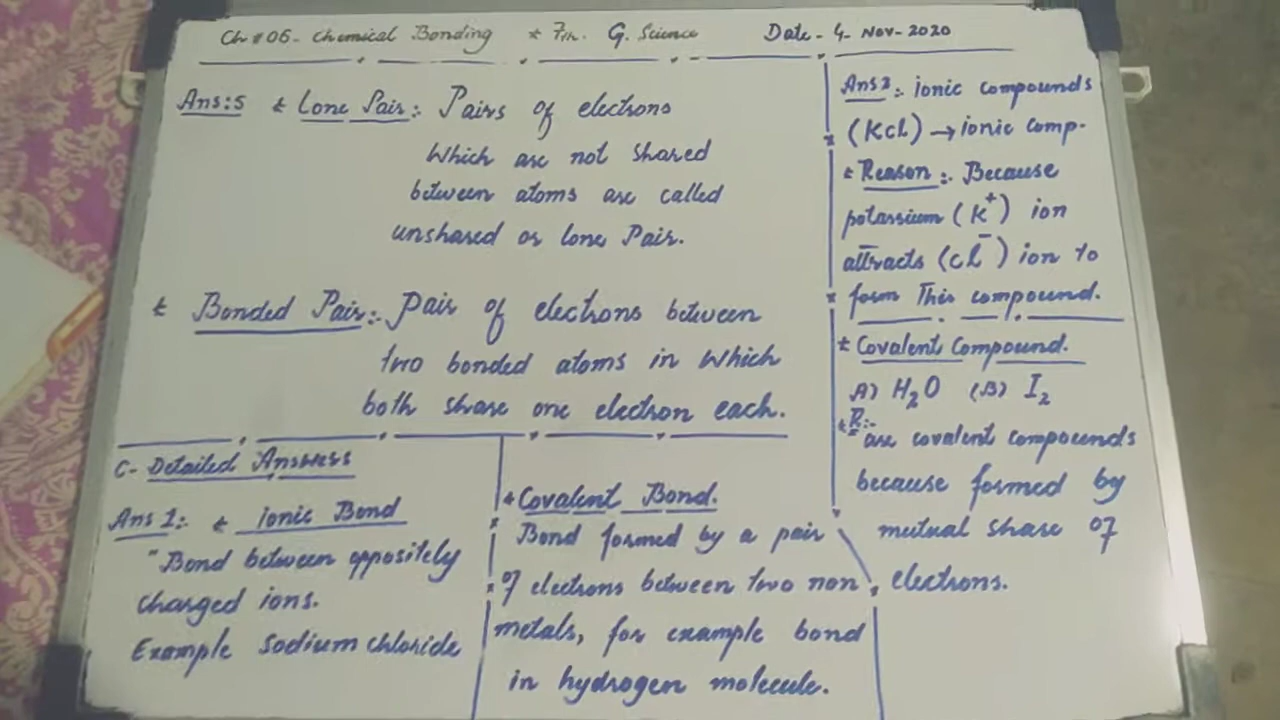 Ch # 06 - Chemical Bonding * 7th. G. Science Date - 4 - Nov - 2020
Ans:5 * Lone Pair:. Pairs of electrons
which are not shared
between atoms are called
unshared or lone Pair.
* Bonded Pair:. Pair of electrons between
two bonded atoms in which
both share one electron each.
C- Detailed Answers
Ans 1:. * ionic Bond
"Bond between oppositely
charged ions.
Example Sodium chloride
* Covalent Bond.
Bond formed by a pair
of electrons between two non
metals, for example bond
in hydrogen molecule.
Ans2:. ionic compounds
(KCl) → ionic comp.
* Reason:. Because
potassium (K+) ion
attracts (Cl-) ion to
form This compound.
* Covalent Compound.
A) H2O (B) I2
* R:-
are covalent compounds
because formed by
mutual share of
electrons.